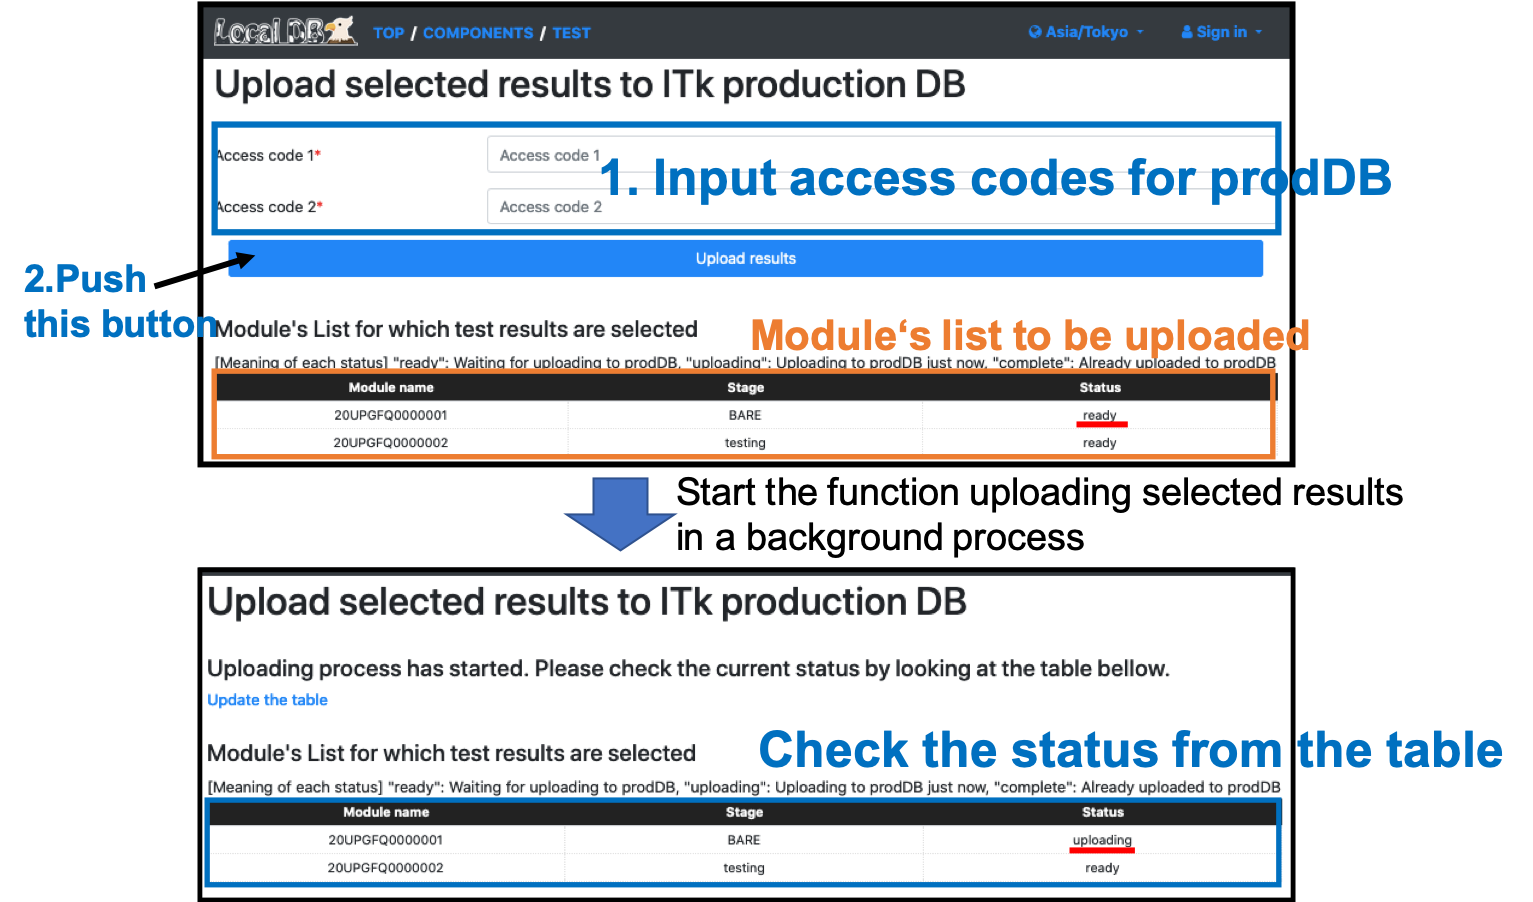 Local DB TOP / COMPONENTS / TEST Asia/Tokyo Sign in
Upload selected results to ITk production DB
Access code 1* Access code 1
1. Input access codes for prodDB
Access code 2* Access code 2
Upload results
2.Push
this button
Module's List for which test results are selected
Module‘s list to be uploaded
[Meaning of each status] "ready": Waiting for uploading to prodDB, "uploading": Uploading to prodDB just now, "complete": Already uploaded to prodDB
Module name Stage Status
20UPGFQ0000001 BARE ready
20UPGFQ0000002 testing ready
Start the function uploading selected results
in a background process
Upload selected results to ITk production DB
Uploading process has started. Please check the current status by looking at the table bellow.
Update the table
Module's List for which test results are selected
Check the status from the table
[Meaning of each status] "ready": Waiting for uploading to prodDB, "uploading": Uploading to prodDB just now, "complete": Already uploaded to prodDB
Module name Stage Status
20UPGFQ0000001 BARE uploading
20UPGFQ0000002 testing ready